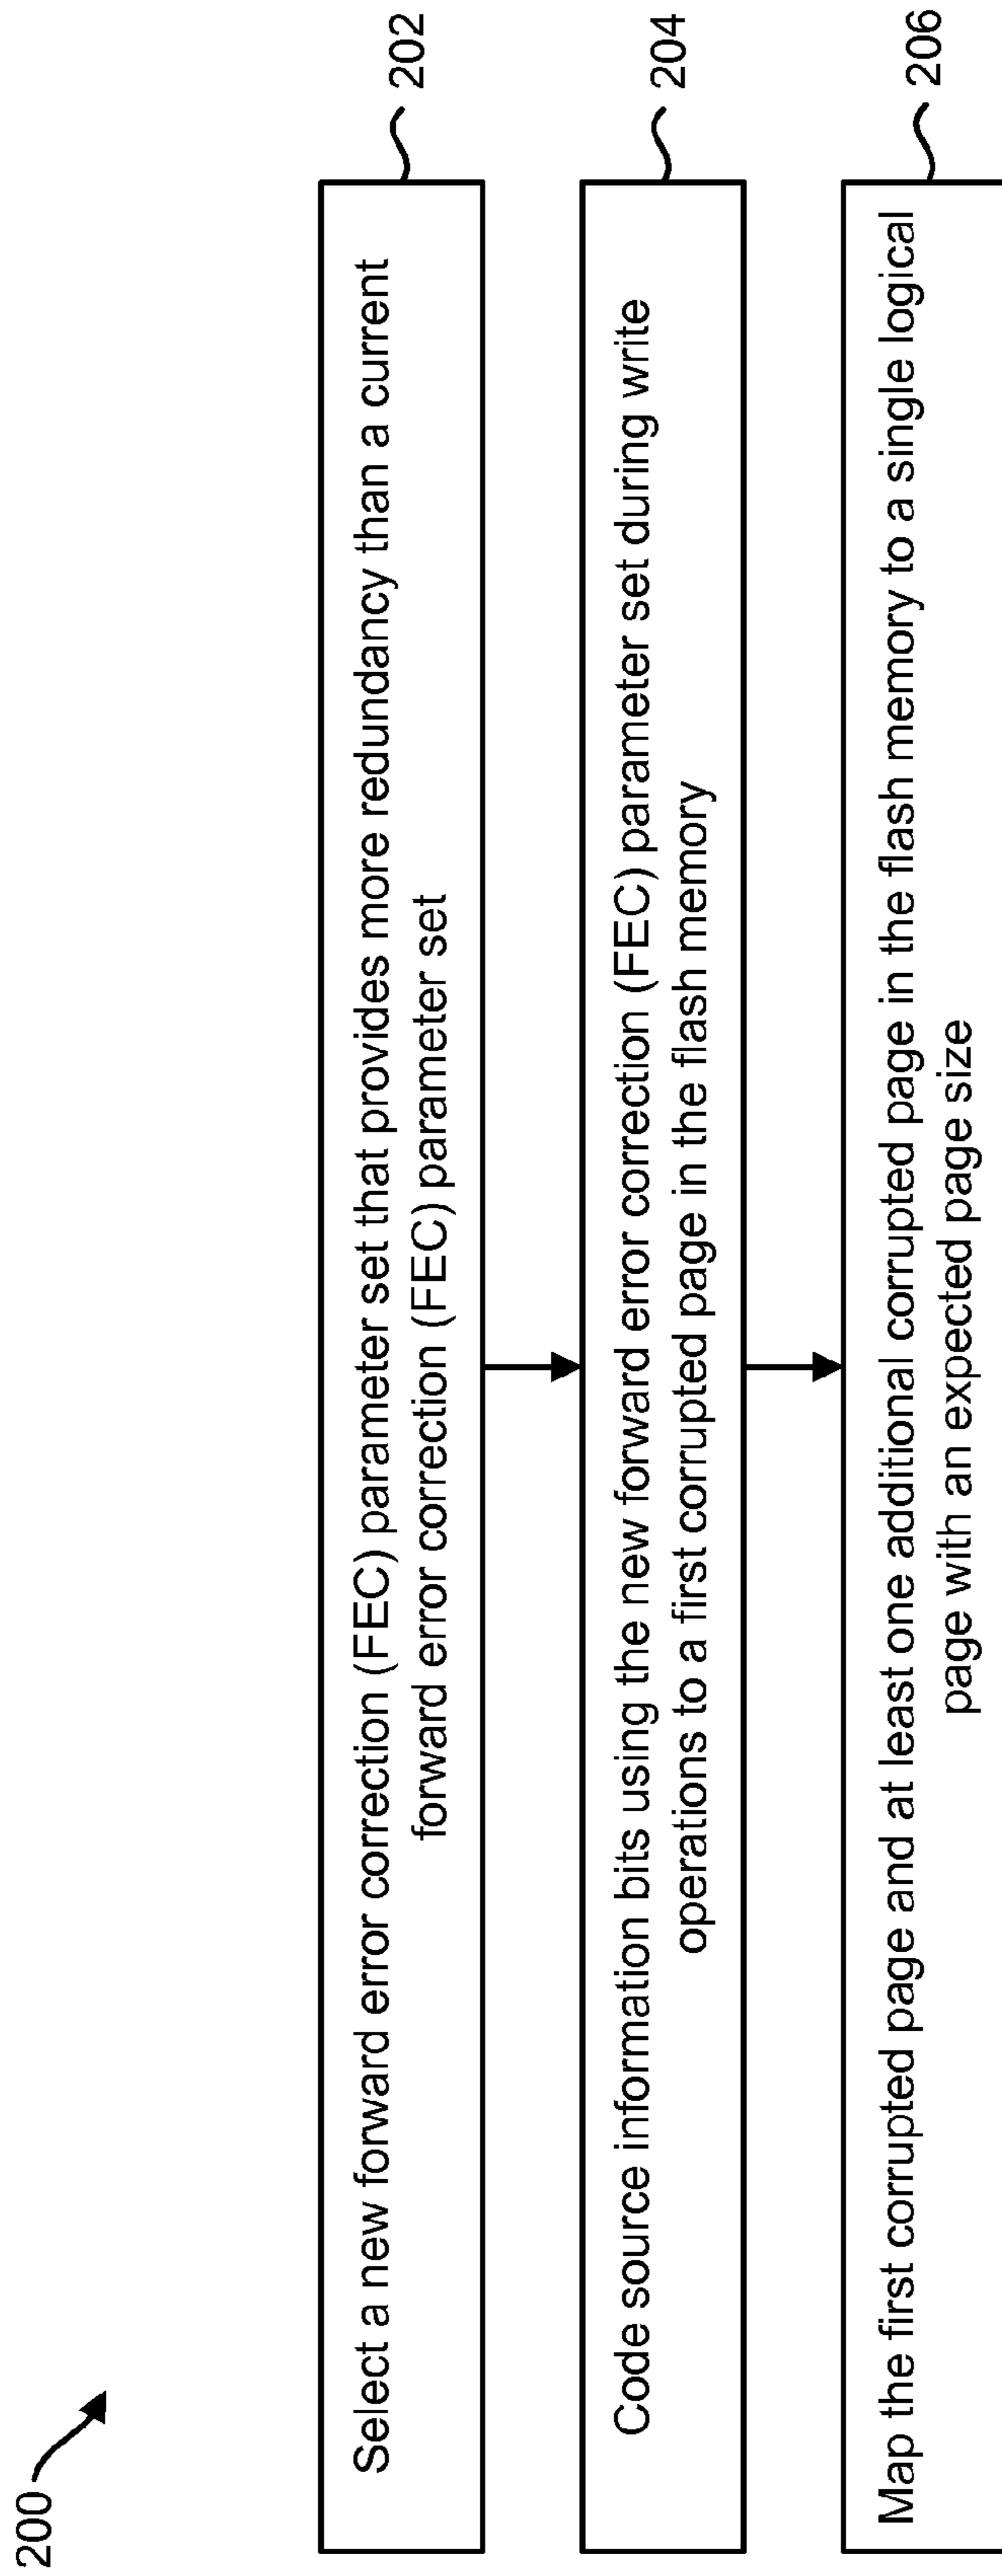 200
Select a new forward error correction (FEC) parameter set that provides more redundancy than a current
forward error correction (FEC) parameter set
202
Code source information bits using the new forward error correction (FEC) parameter set during write
operations to a first corrupted page in the flash memory
204
Map the first corrupted page and at least one additional corrupted page in the flash memory to a single logical
page with an expected page size
206